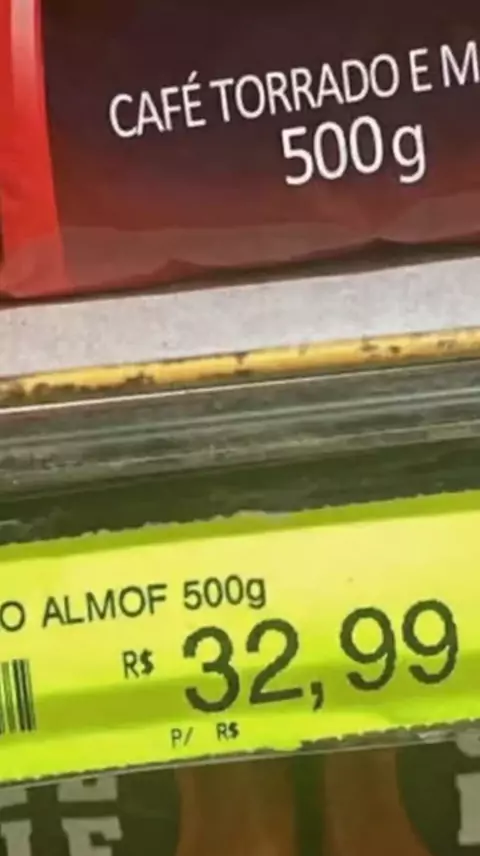 CAFÉ TORRADO E M
500g
O ALMOF 500g
R$ 32,99
P/ R$